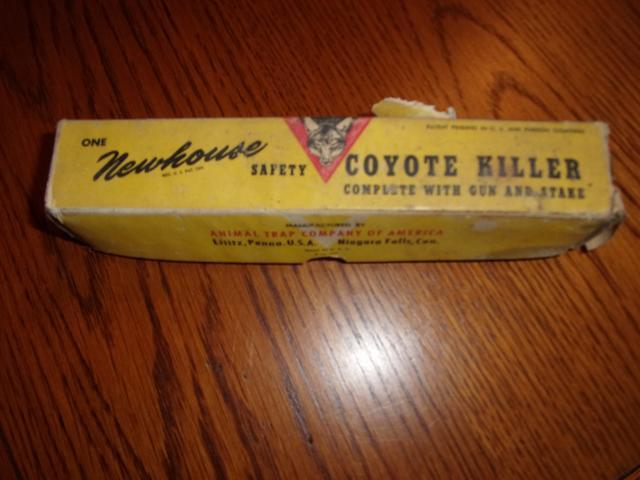 ONE
Newhouse
SAFETY COYOTE KILLER
COMPLETE WITH GUN AND STAKE
MANUFACTURED BY
ANIMAL TRAP COMPANY OF AMERICA
Lititz, Penna. U.S.A. Niagara Falls, Can.